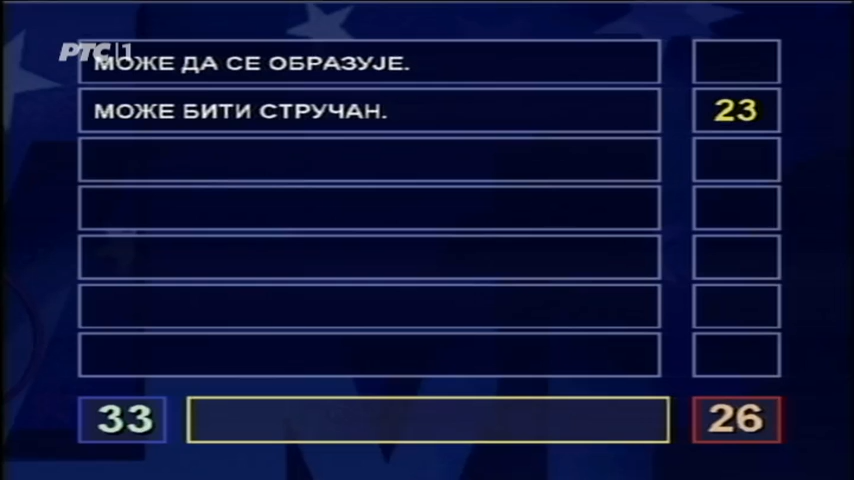 РТС|1
МОЖЕ ДА СЕ ОБРАЗУЈЕ.
МОЖЕ БИТИ СТРУЧАН.
23
33
26